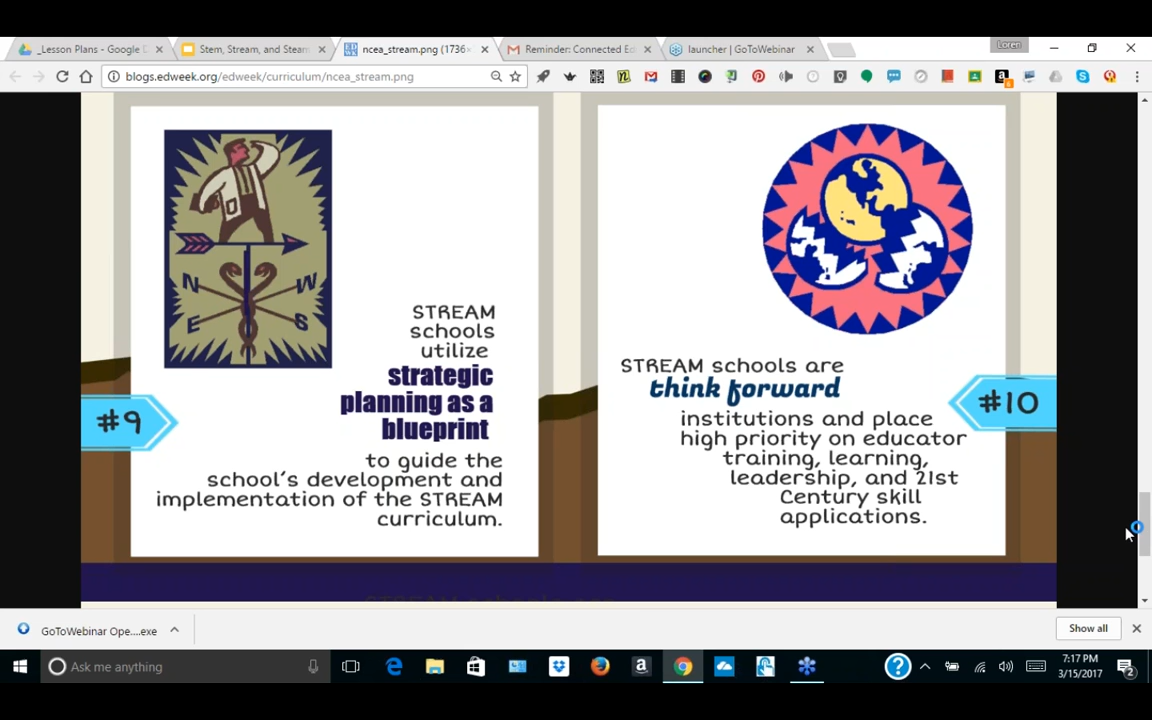 _Lesson Plans - Google
Stem, Stream, and Steam
ncea_stream.png (1736×
Reminder: Connected Ed
launcher | GoToWebinar
Loren
blogs.edweek.org/edweek/curriculum/ncea_stream.png
N W
E S
STREAM
schools
utilize
strategic
planning as a
blueprint
to guide the
school's development and
implementation of the STREAM
curriculum.
#9
STREAM schools are
think forward
institutions and place
high priority on educator
training, learning,
leadership, and 21st
Century skill
applications.
#10
GoToWebinar Ope....exe
Show all
Ask me anything
7:17 PM
3/15/2017
2